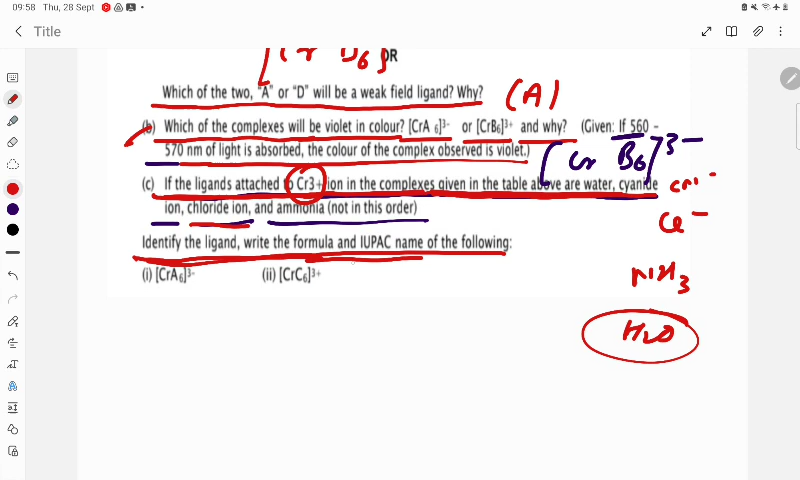 09:58 Thu, 28 Sept
Title
[Cr B6] OR
Which of the two, "A" or "D" will be a weak field ligand? Why?
(A)
(b) Which of the complexes will be violet in colour? [CrA 6]3- or [CrB6]3+ and why? (Given: If 560 –
570 nm of light is absorbed, the colour of the complex observed is violet.)
[Cr B6]3-
(c) If the ligands attached to Cr3+ ion in the complexes given in the table above are water, cyanide
ion, chloride ion, and ammonia (not in this order)
Cl-
Identify the ligand, write the formula and IUPAC name of the following:
(i) [CrA6]3- (ii) [CrC6]3+
NH3
H2O